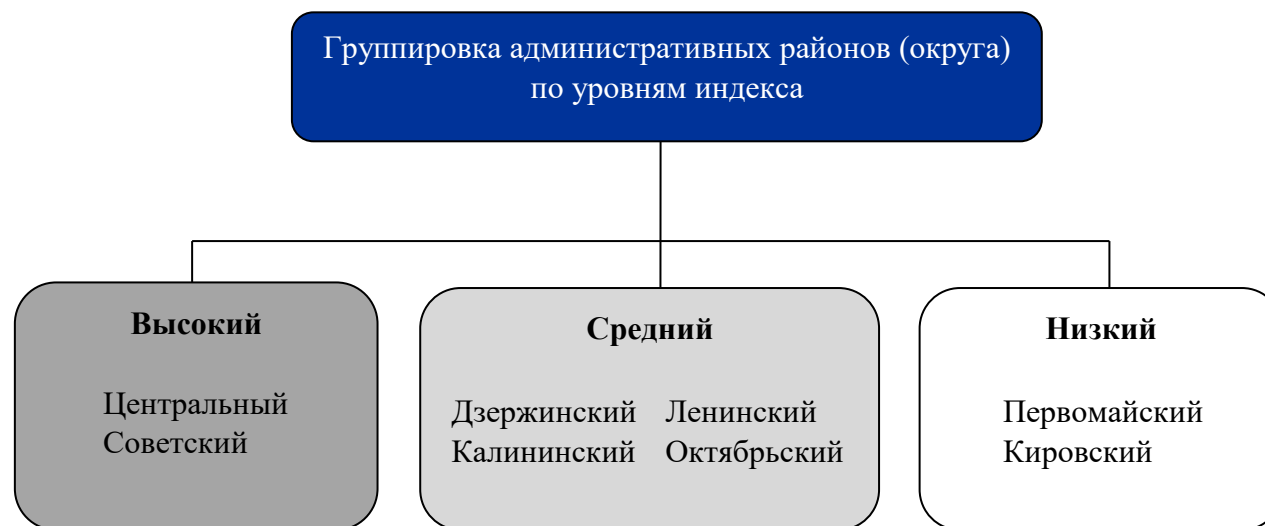 Группировка административных районов (округа)
по уровням индекса
Высокий
Центральный
Советский
Средний
Дзержинский Ленинский
Калининский Октябрьский
Низкий
Первомайский
Кировский